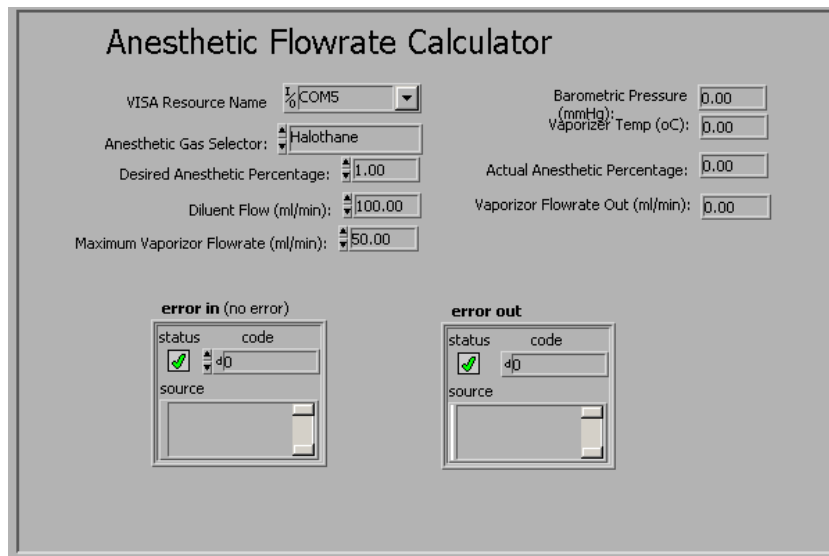 Anesthetic Flowrate Calculator
VISA Resource Name I/O COM5
Barometric Pressure (mmHg): 0.00
Anesthetic Gas Selector: Halothane
Vaporizer Temp (oC): 0.00
Desired Anesthetic Percentage: 1.00
Actual Anesthetic Percentage: 0.00
Diluent Flow (ml/min): 100.00
Vaporizor Flowrate Out (ml/min): 0.00
Maximum Vaporizor Flowrate (ml/min): 50.00
error in (no error)
status code
d0
source
error out
status code
d0
source